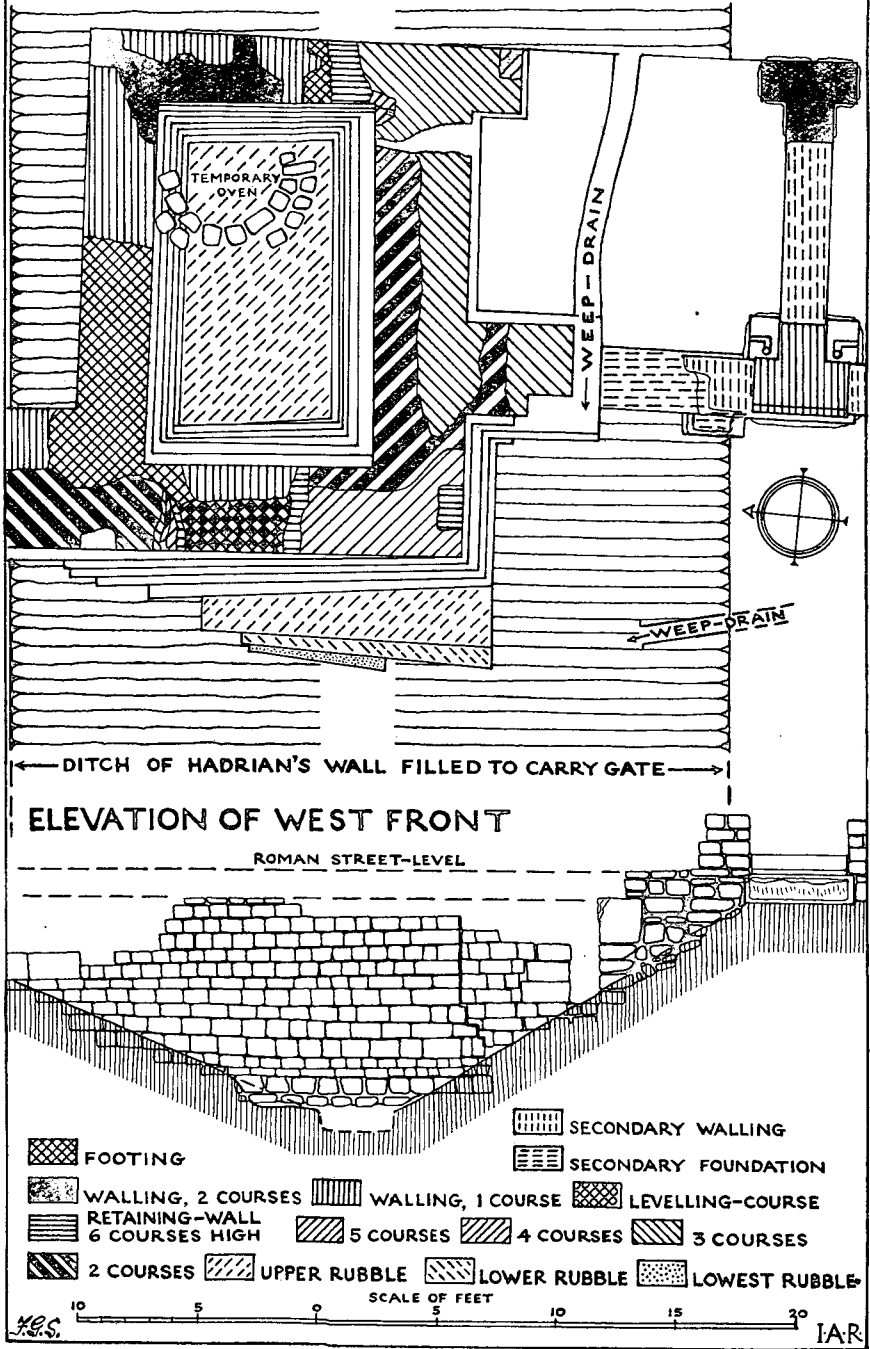 TEMPORARY
OVEN
WEEP-DRAIN
WEEP-DRAIN
DITCH OF HADRIAN'S WALL FILLED TO CARRY GATE
ELEVATION OF WEST FRONT
ROMAN STREET-LEVEL
SECONDARY WALLING
FOOTING
SECONDARY FOUNDATION
WALLING, 2 COURSES
WALLING, 1 COURSE
LEVELLING-COURSE
RETAINING-WALL
6 COURSES HIGH
5 COURSES
4 COURSES
3 COURSES
2 COURSES
UPPER RUBBLE
LOWER RUBBLE
LOWEST RUBBLE.
SCALE OF FEET
10 5 0 5 10 15 20
F.G.S.
I.A.R.